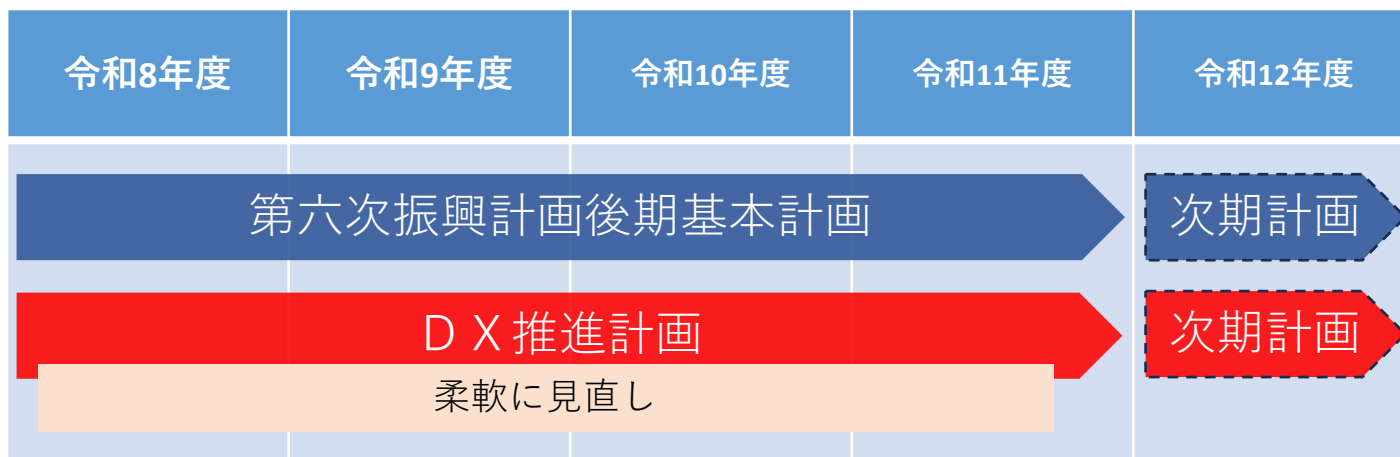 令和8年度
令和9年度
令和10年度
令和11年度
令和12年度
第六次振興計画後期基本計画
次期計画
ＤＸ推進計画
次期計画
柔軟に見直し